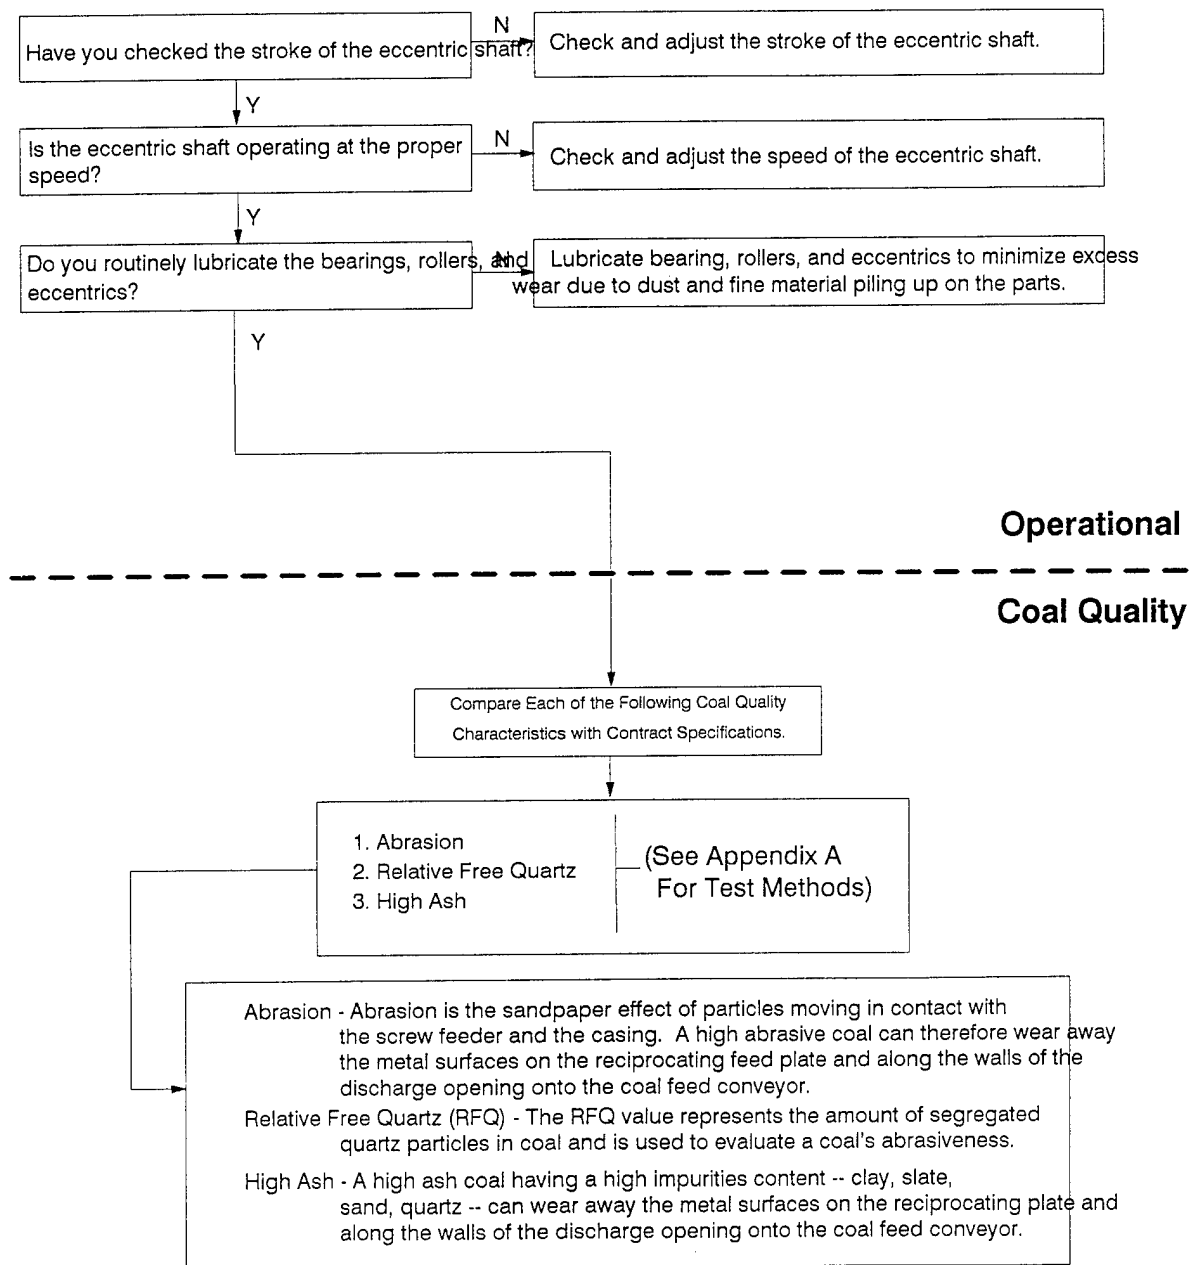 Have you checked the stroke of the eccentric shaft?
N
Check and adjust the stroke of the eccentric shaft.
Y
Is the eccentric shaft operating at the proper
speed?
N
Check and adjust the speed of the eccentric shaft.
Y
Do you routinely lubricate the bearings, rollers, and
eccentrics?
N
Lubricate bearing, rollers, and eccentrics to minimize excess
wear due to dust and fine material piling up on the parts.
Y
Operational
Coal Quality
Compare Each of the Following Coal Quality
Characteristics with Contract Specifications.
1. Abrasion
2. Relative Free Quartz
3. High Ash
(See Appendix A
For Test Methods)
Abrasion - Abrasion is the sandpaper effect of particles moving in contact with
the screw feeder and the casing. A high abrasive coal can therefore wear away
the metal surfaces on the reciprocating feed plate and along the walls of the
discharge opening onto the coal feed conveyor.
Relative Free Quartz (RFQ) - The RFQ value represents the amount of segregated
quartz particles in coal and is used to evaluate a coal's abrasiveness.
High Ash - A high ash coal having a high impurities content -- clay, slate,
sand, quartz -- can wear away the metal surfaces on the reciprocating plate and
along the walls of the discharge opening onto the coal feed conveyor.